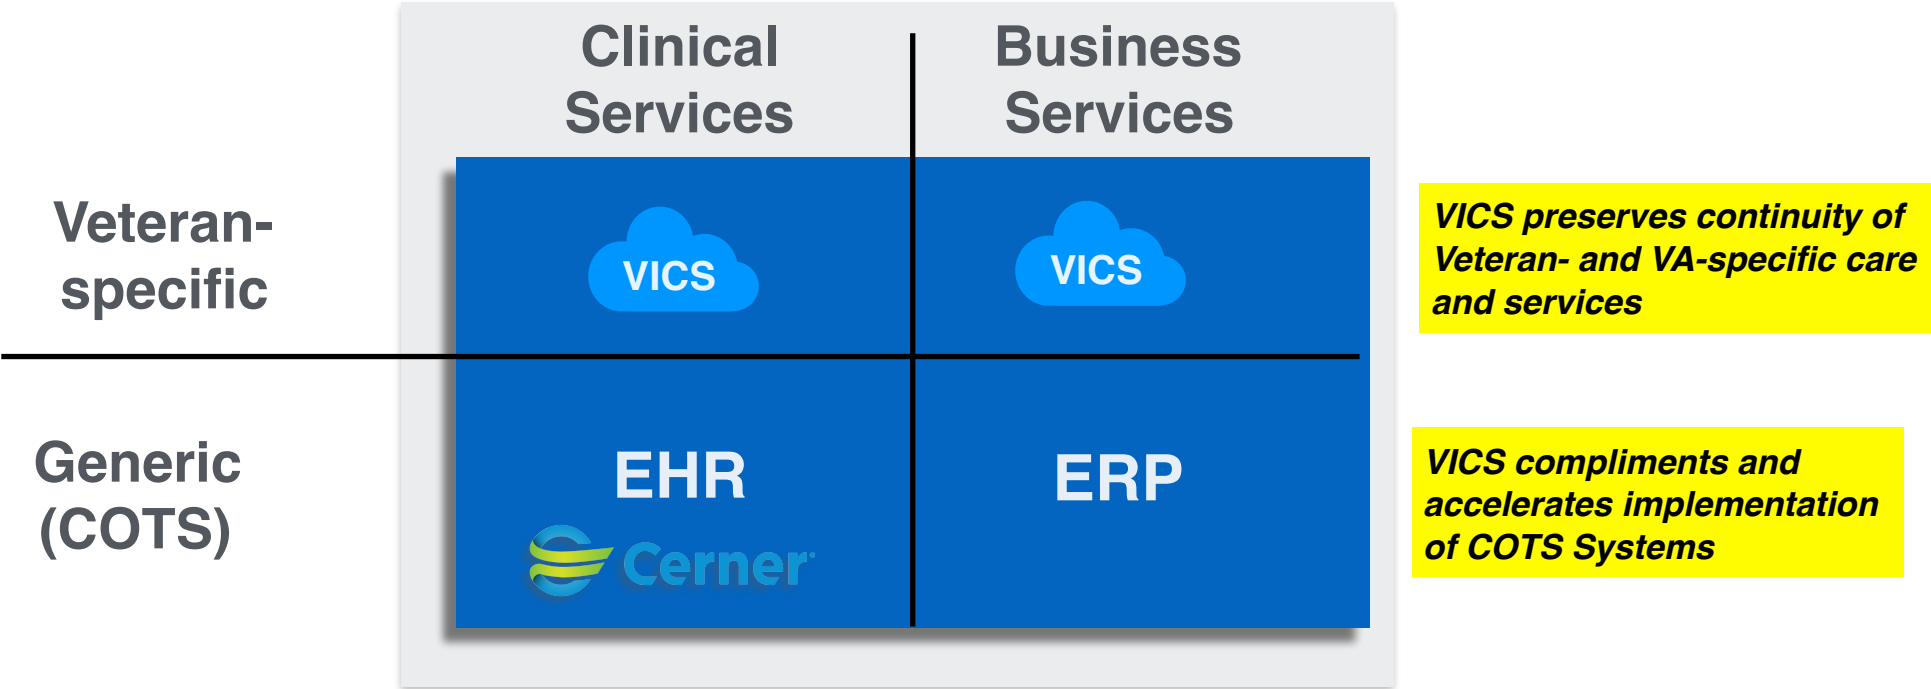 Clinical
Services
Business
Services
Veteran-
specific
VICS
VICS
VICS preserves continuity of
Veteran- and VA-specific care
and services
Generic
(COTS)
EHR
Cerner
ERP
VICS compliments and
accelerates implementation
of COTS Systems